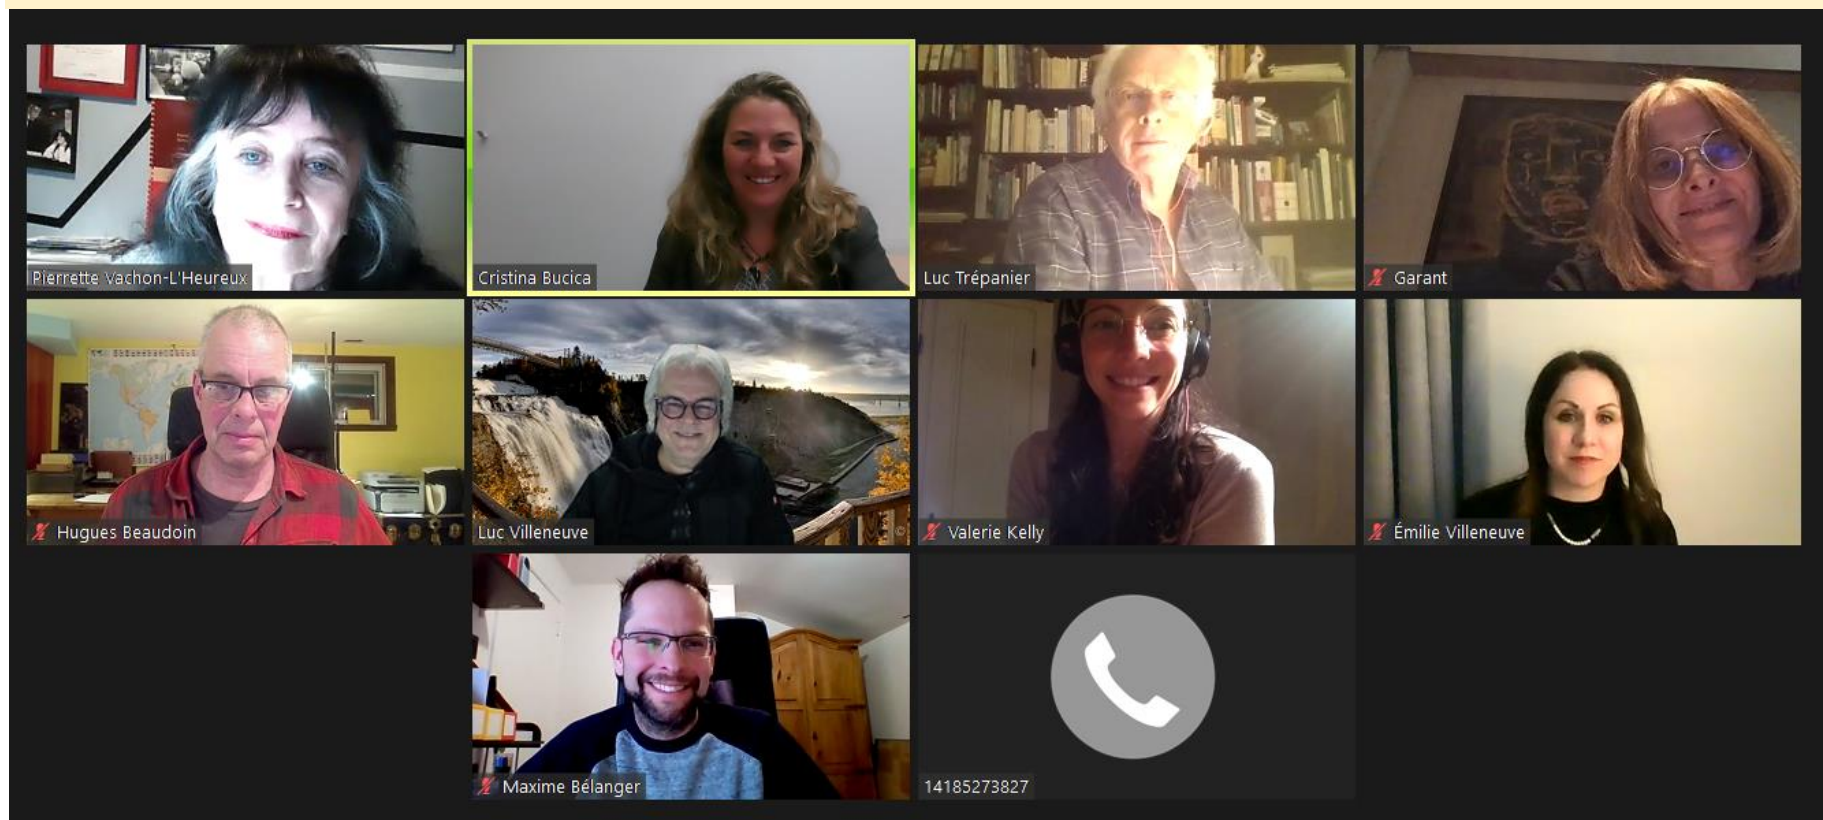 Pierrette Vachon-L'Heureux
Cristina Bucica
Luc Trépanier
Garant
Hugues Beaudoin
Luc Villeneuve
Valerie Kelly
Émilie Villeneuve
Maxime Bélanger
14185273827